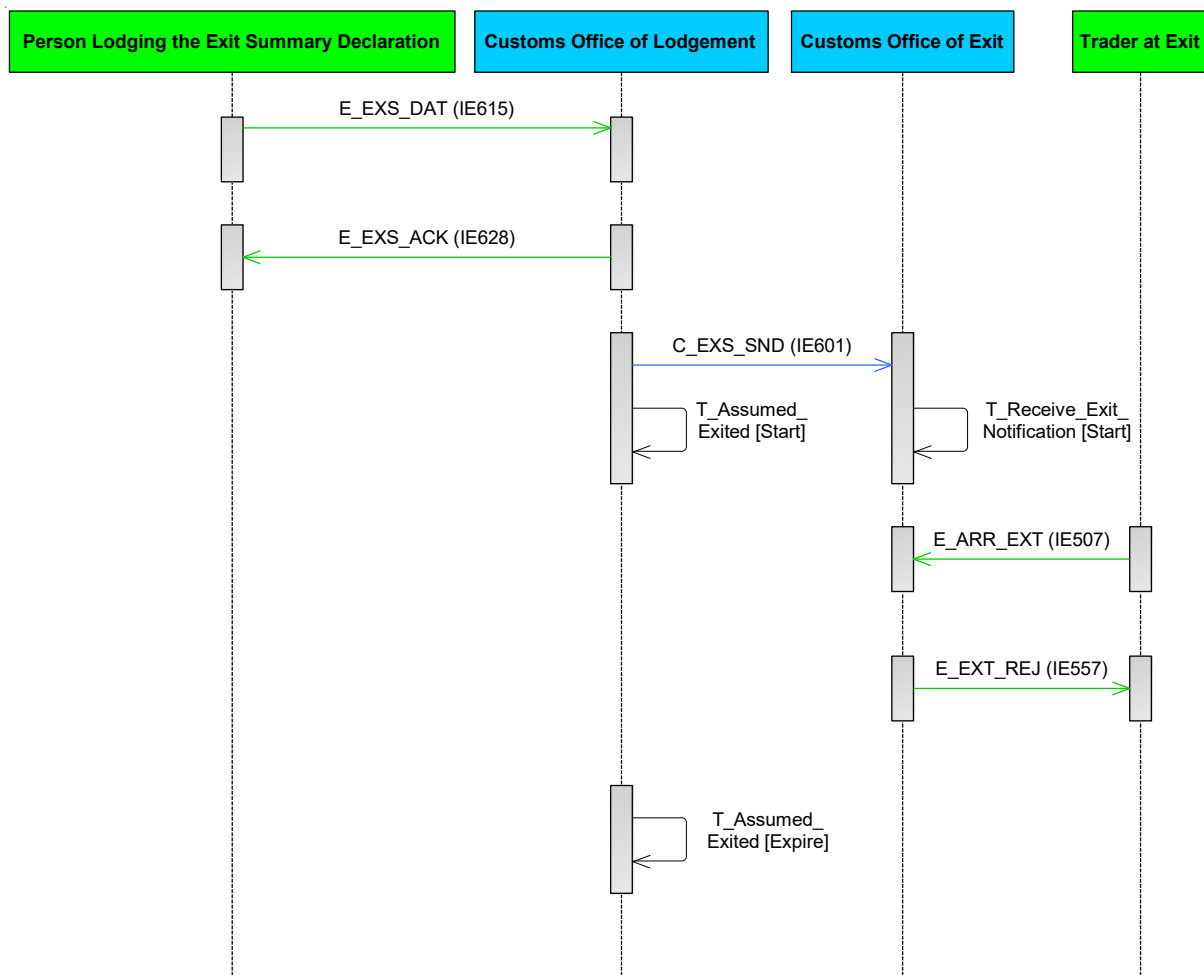 Person Lodging the Exit Summary Declaration
Customs Office of Lodgement
Customs Office of Exit
Trader at Exit
E_EXS_DAT (IE615)
E_EXS_ACK (IE628)
C_EXS_SND (IE601)
T_Assumed_
Exited [Start]
T_Receive_Exit_
Notification [Start]
E_ARR_EXT (IE507)
E_EXT_REJ (IE557)
T_Assumed_
Exited [Expire]